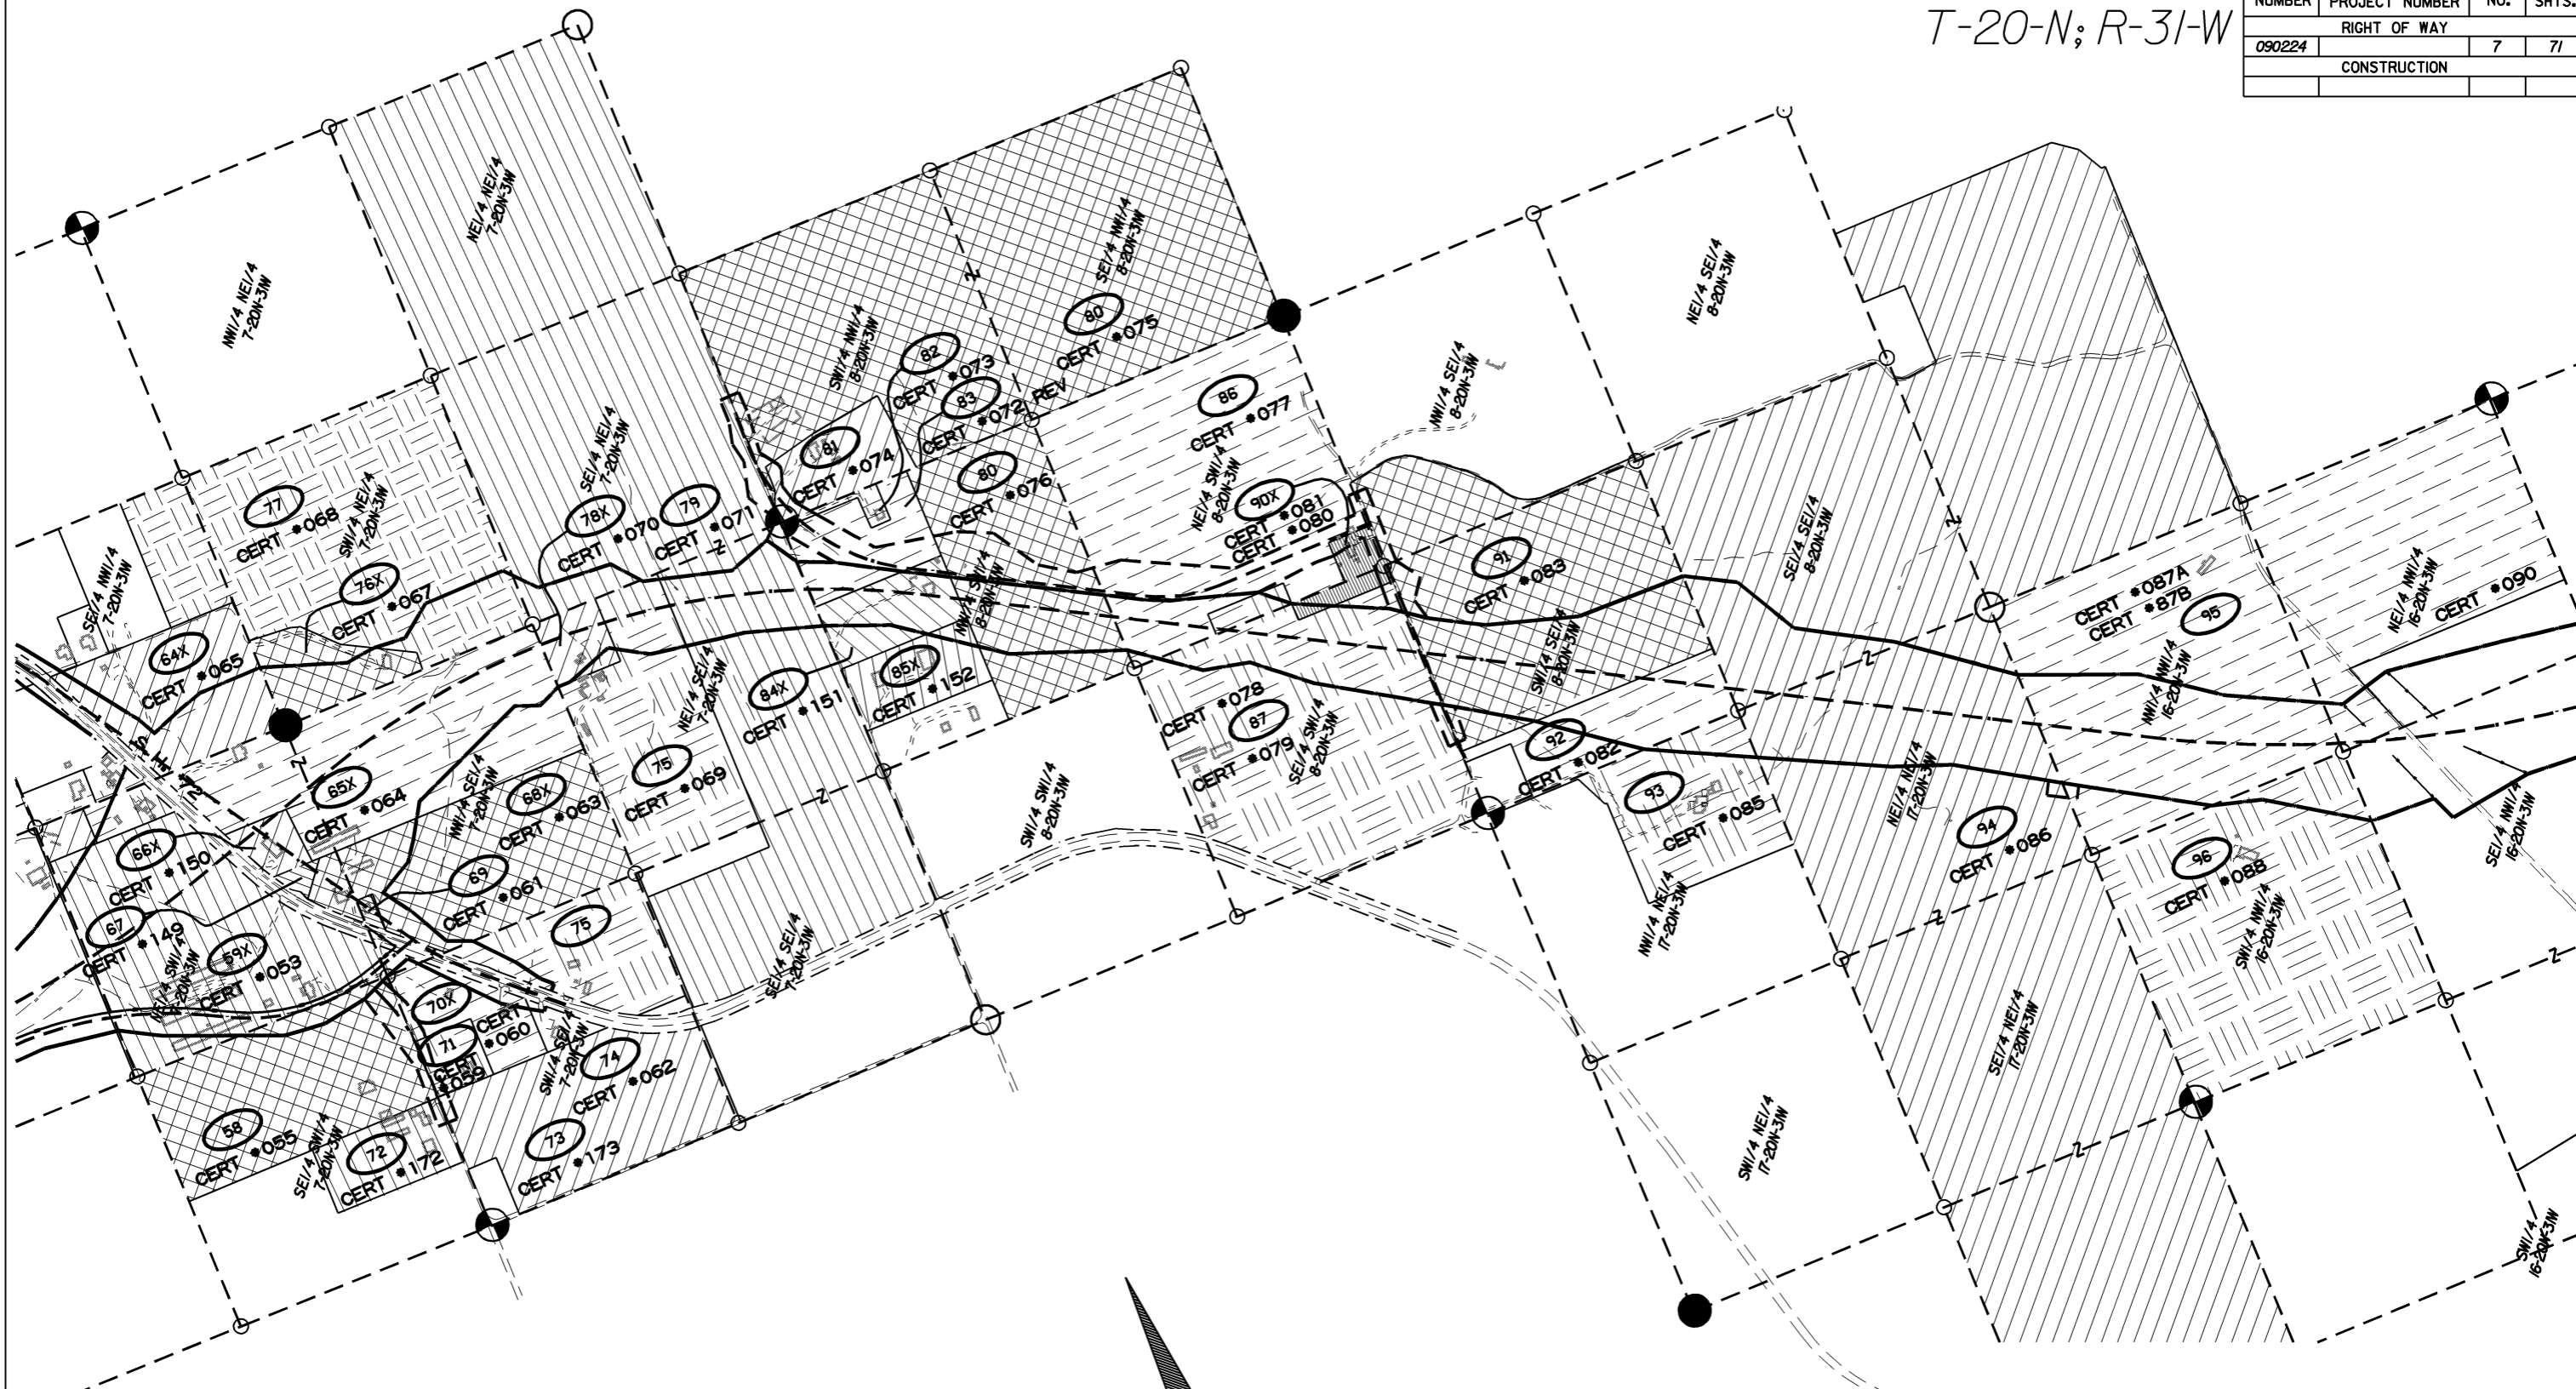 T-20-N; R-31-W
NUMBER PROJECT NUMBER NO. SHTS.
RIGHT OF WAY
090224 7 71
CONSTRUCTION
NW1/4 NE1/4
7-20N-31W
NE1/4 NE1/4
7-20N-31W
SE1/4 NW1/4
7-20N-31W
77
CERT #068
SW1/4 NE1/4
7-20N-31W
76X
CERT #067
64X
CERT #065
SE1/4 NE1/4
7-20N-31W
78X
CERT #070
79
CERT #071
SW1/4 NW1/4
8-20N-31W
SE1/4 NW1/4
8-20N-31W
80
CERT #075
82
CERT #073
83
CERT #072 REV
81
CERT #074
80
CERT #076
NW1/4 SW1/4
8-20N-31W
86
CERT #077
NE1/4 SW1/4
8-20N-31W
90X
CERT #081
CERT #080
NW1/4 SE1/4
8-20N-31W
NE1/4 SE1/4
8-20N-31W
91
CERT #083
SW1/4 SE1/4
8-20N-31W
SE1/4 SE1/4
8-20N-31W
CERT #087A
CERT #87B
95
NW1/4 NW1/4
16-20N-31W
NE1/4 NW1/4
16-20N-31W
CERT #090
65X
CERT #064
NW1/4 SE1/4
7-20N-31W
68X
CERT #063
69
CERT #061
75
CERT #069
NE1/4 SE1/4
7-20N-31W
84X
CERT #151
85X
CERT #152
SW1/4 SW1/4
8-20N-31W
CERT #078
87
CERT #079
SE1/4 SW1/4
8-20N-31W
92
CERT #082
93
CERT #085
NW1/4 NE1/4
17-20N-31W
NE1/4 NE1/4
17-20N-31W
94
CERT #086
96
CERT #088
SW1/4 NW1/4
16-20N-31W
SE1/4 NW1/4
16-20N-31W
66X
CERT #150
67
CERT #149
59X
CERT #053
NE1/4 SW1/4
7-20N-31W
75
70X
CERT
#060
71
CERT
#059
SW1/4 SE1/4
7-20N-31W
74
CERT #062
73
CERT #173
SE1/4 SE1/4
7-20N-31W
58
CERT #055
SE1/4 SW1/4
7-20N-31W
72
CERT #172
SW1/4 NE1/4
17-20N-31W
SE1/4 NE1/4
17-20N-31W
SW1/4
16-20N-31W